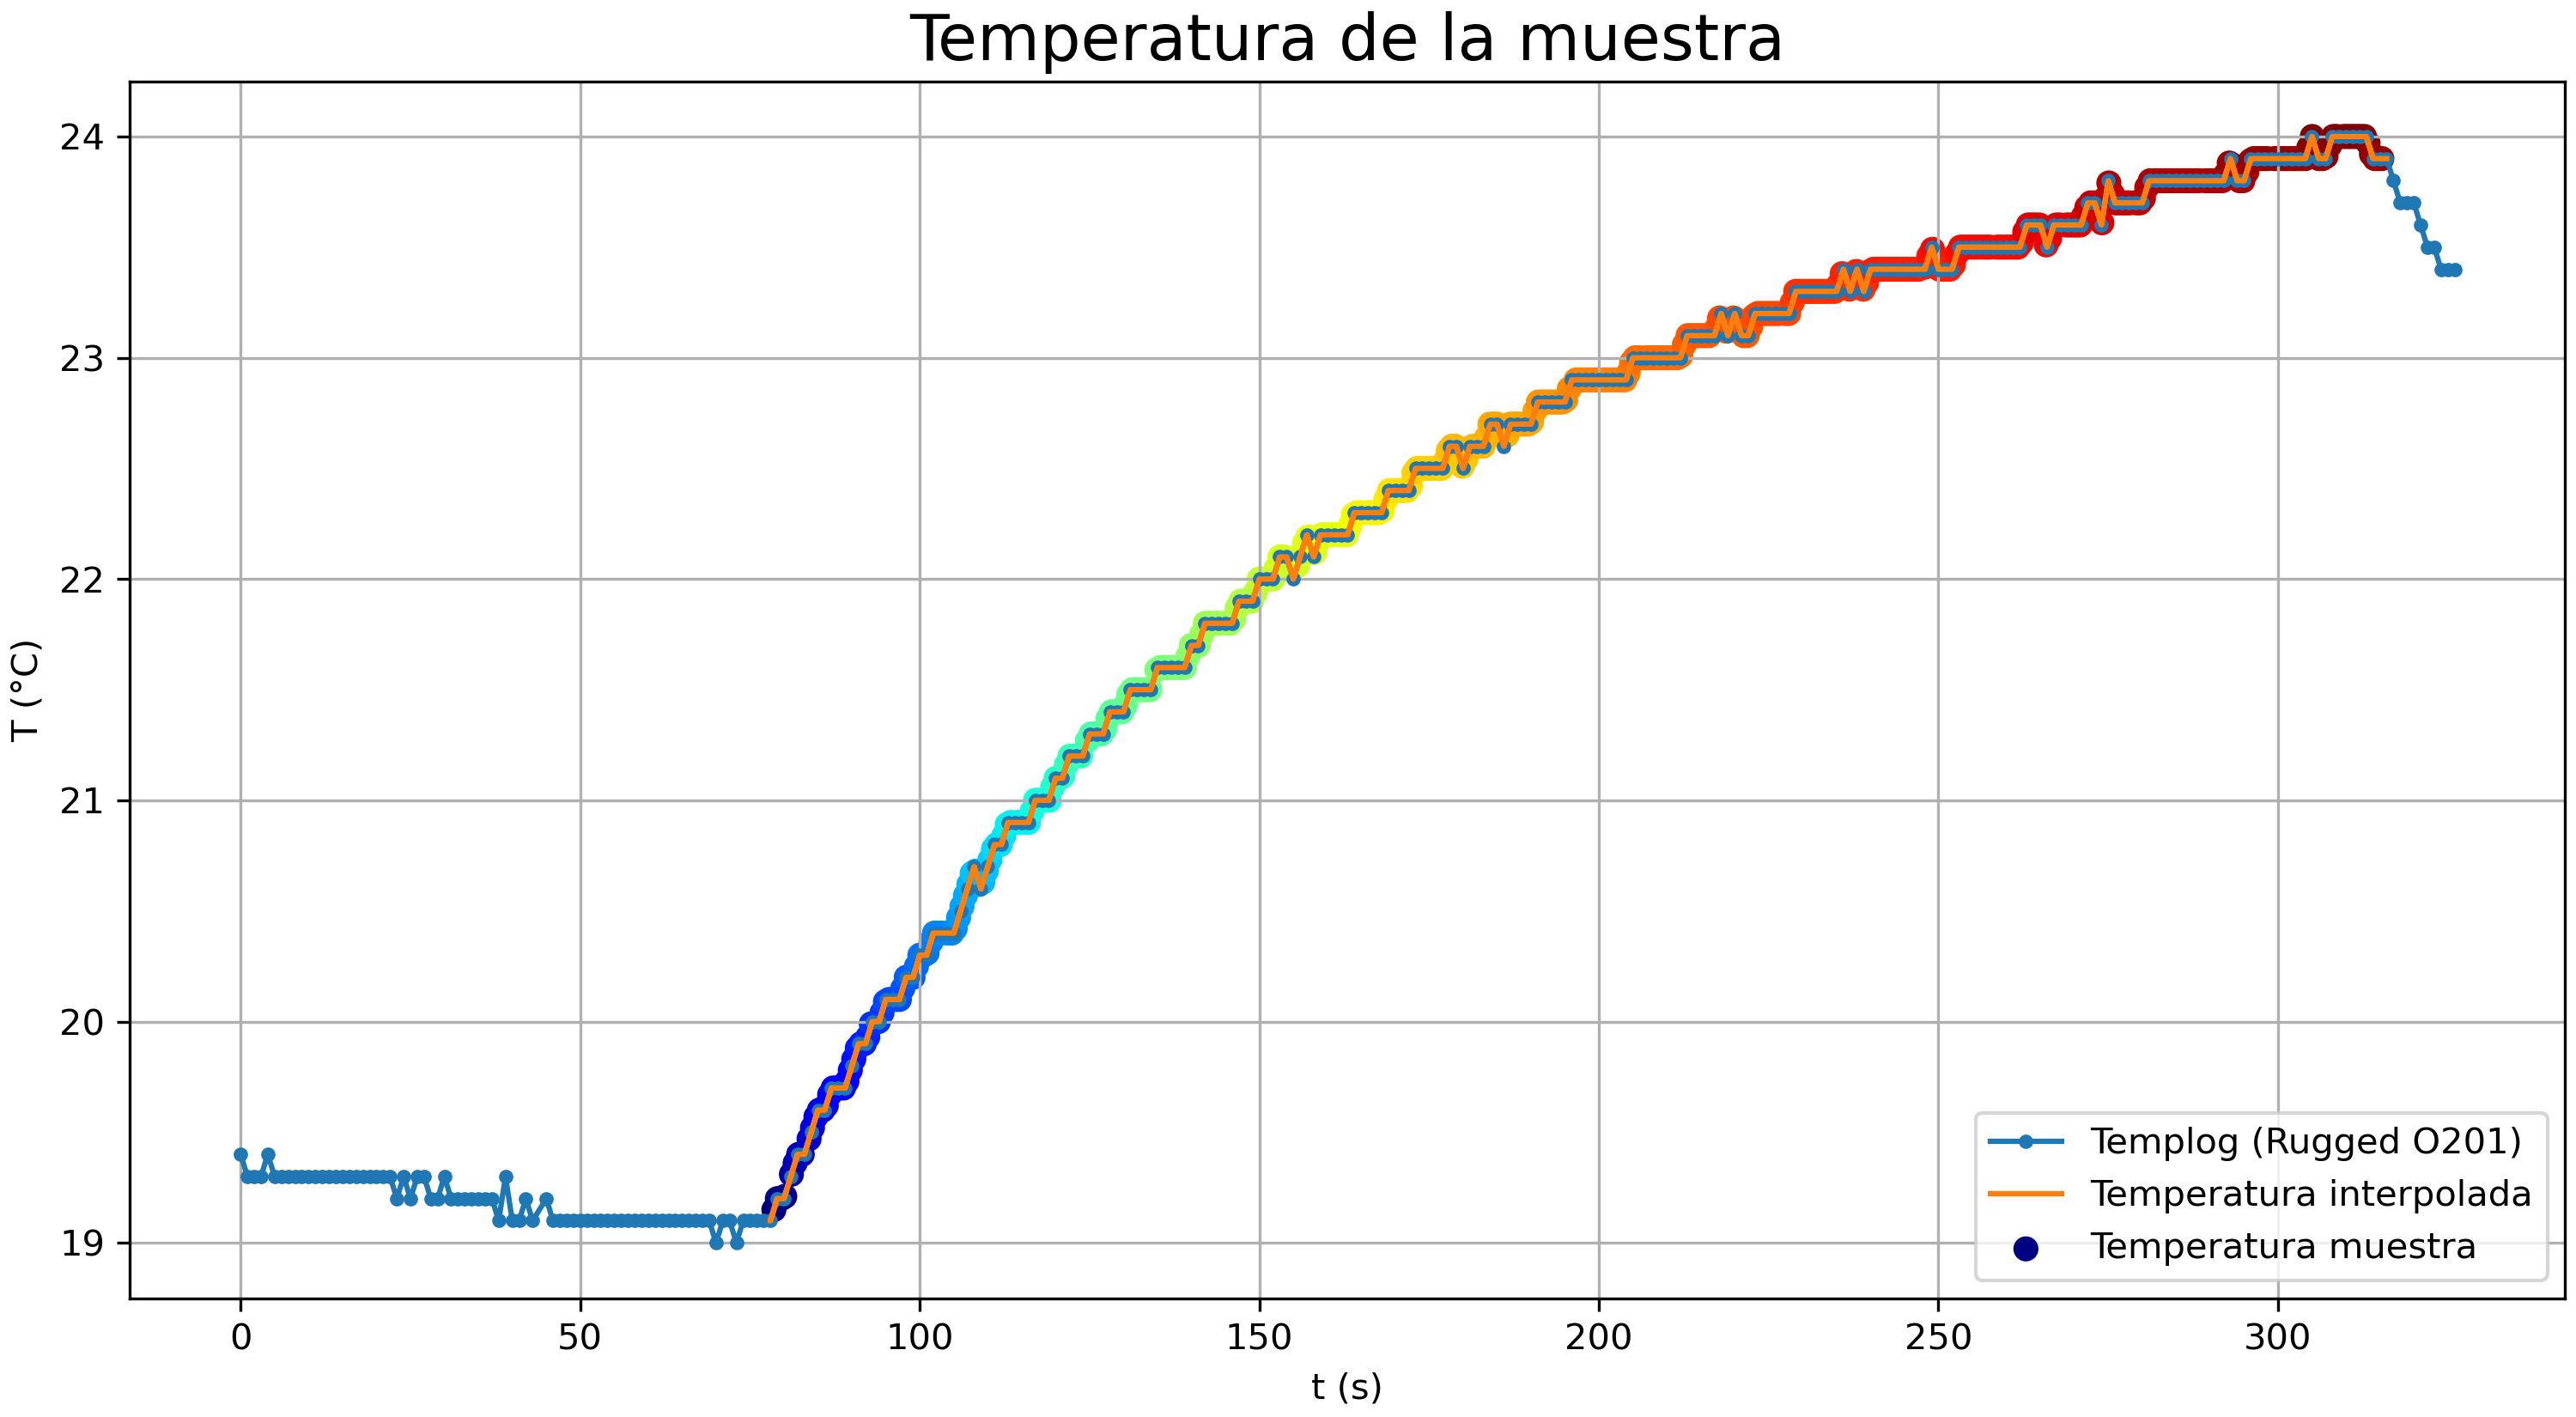 Temperatura de la muestra
24
23
22
21
20
19
T (°C)
0 50 100 150 200 250 300
t (s)
Templog (Rugged O201)
Temperatura interpolada
Temperatura muestra